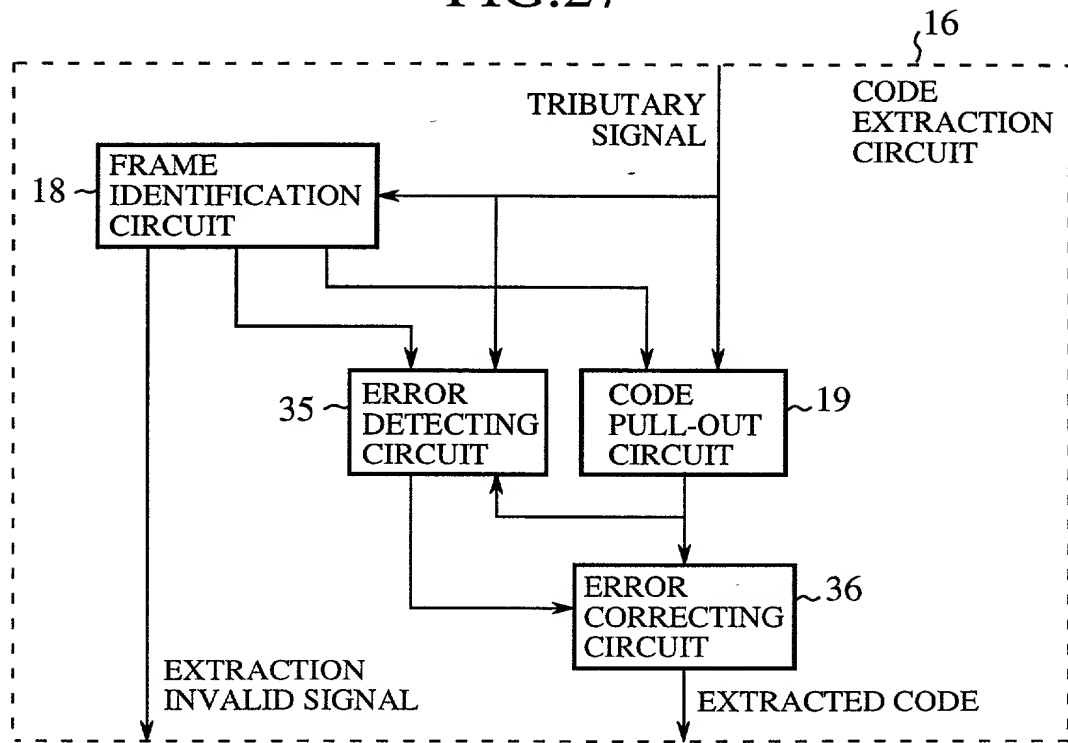 FIG.27
16
CODE
EXTRACTION
CIRCUIT
TRIBUTARY
SIGNAL
18
FRAME
IDENTIFICATION
CIRCUIT
35
ERROR
DETECTING
CIRCUIT
CODE
PULL-OUT
CIRCUIT
19
ERROR
CORRECTING
CIRCUIT
36
EXTRACTION
INVALID SIGNAL
EXTRACTED CODE